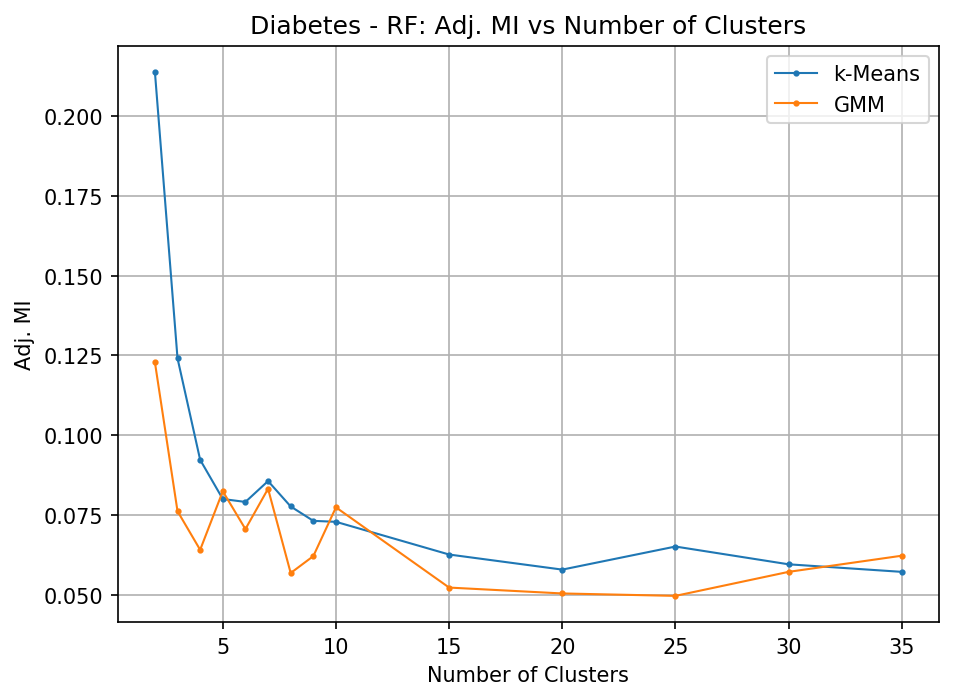 Diabetes - RF: Adj. MI vs Number of Clusters
k-Means
GMM
0.200
0.175
0.150
0.125
0.100
0.075
0.050
Adj. MI
5 10 15 20 25 30 35
Number of Clusters